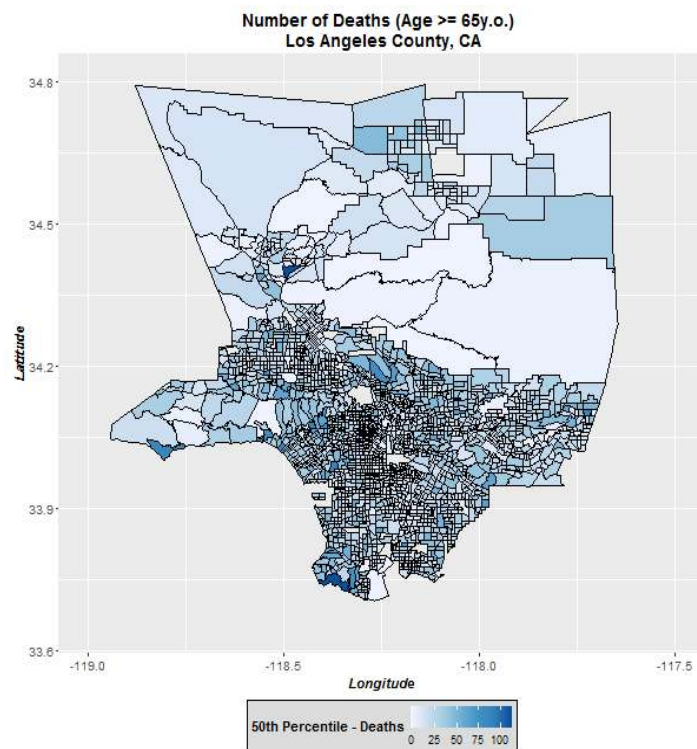 Number of Deaths (Age >= 65y.o.)
Los Angeles County, CA
34.8
34.5
34.2
33.9
33.6
Latitude
-119.0
-118.5
-118.0
-117.5
Longitude
50th Percentile - Deaths
0
25
50
75
100